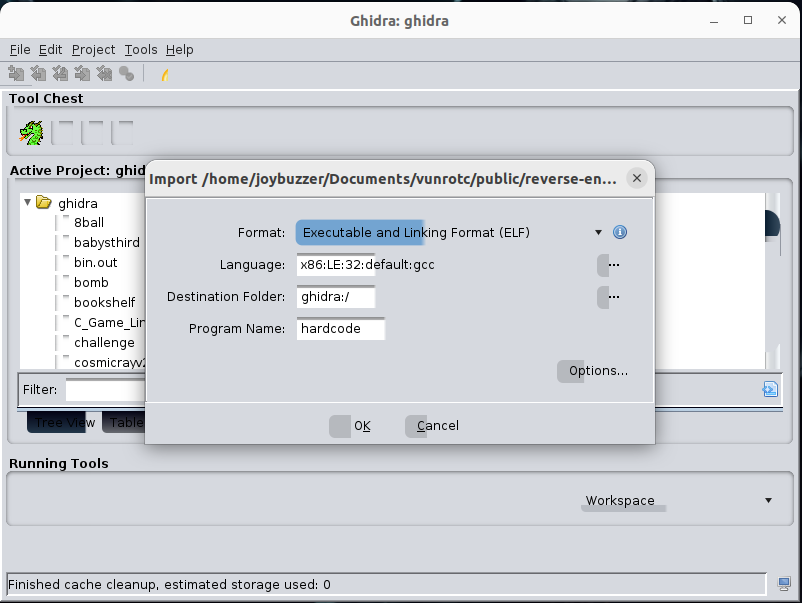 Ghidra: ghidra
File Edit Project Tools Help
Tool Chest
Active Project: ghid
Import /home/joybuzzer/Documents/vunrotc/public/reverse-en...
ghidra
8ball
babysthird
bin.out
bomb
bookshelf
C_Game_Lin
challenge
cosmicrayv2
Format: Executable and Linking Format (ELF)
Language: x86:LE:32:default:gcc ...
Destination Folder: ghidra:/ ...
Program Name: hardcode
Options...
OK Cancel
Filter:
Tree View Table
Running Tools
Workspace
Finished cache cleanup, estimated storage used: 0